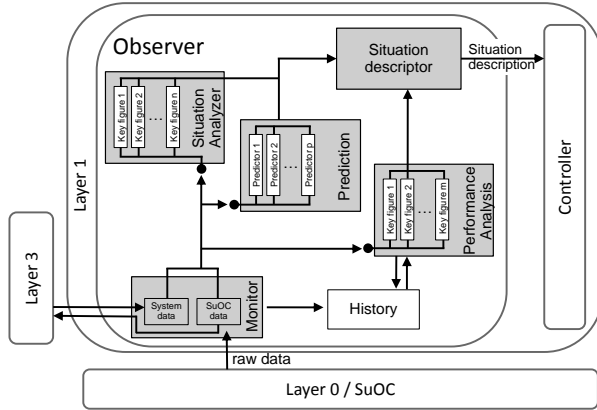 Observer
Layer 1
Situation
descriptor
Situation
description
Controller
Key figure 1
Key figure 2
...
Key figure n
Situation
Analyzer
Predictor 1
Predictor 2
...
Predictor p
Prediction
Key figure 1
Key figure 2
...
Key figure m
Performance
Analysis
Layer 3
System
data
SuOC
data
Monitor
History
raw data
Layer 0 / SuOC